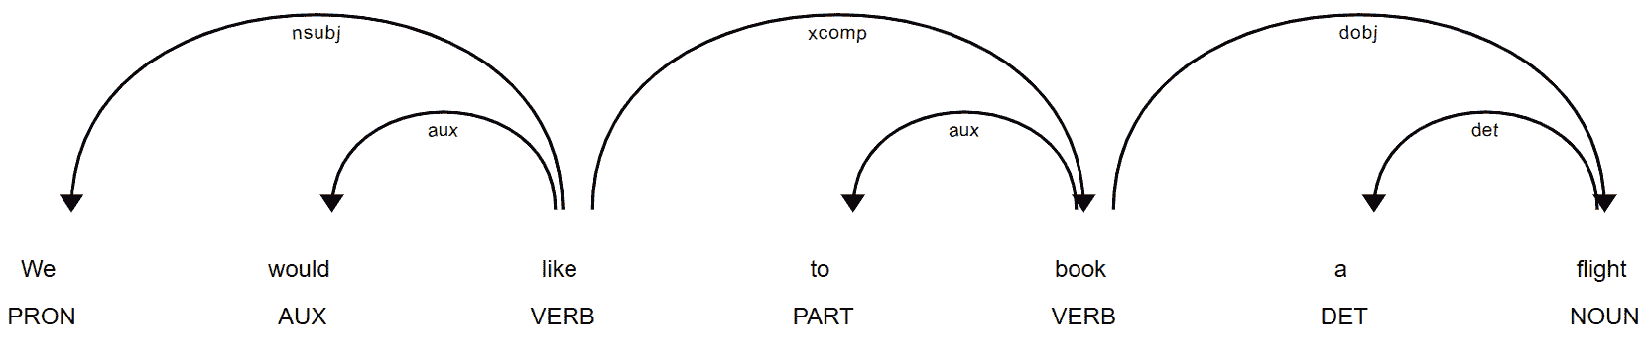 nsubj xcomp dobj
aux aux det
We would like to book a flight
PRON AUX VERB PART VERB DET NOUN